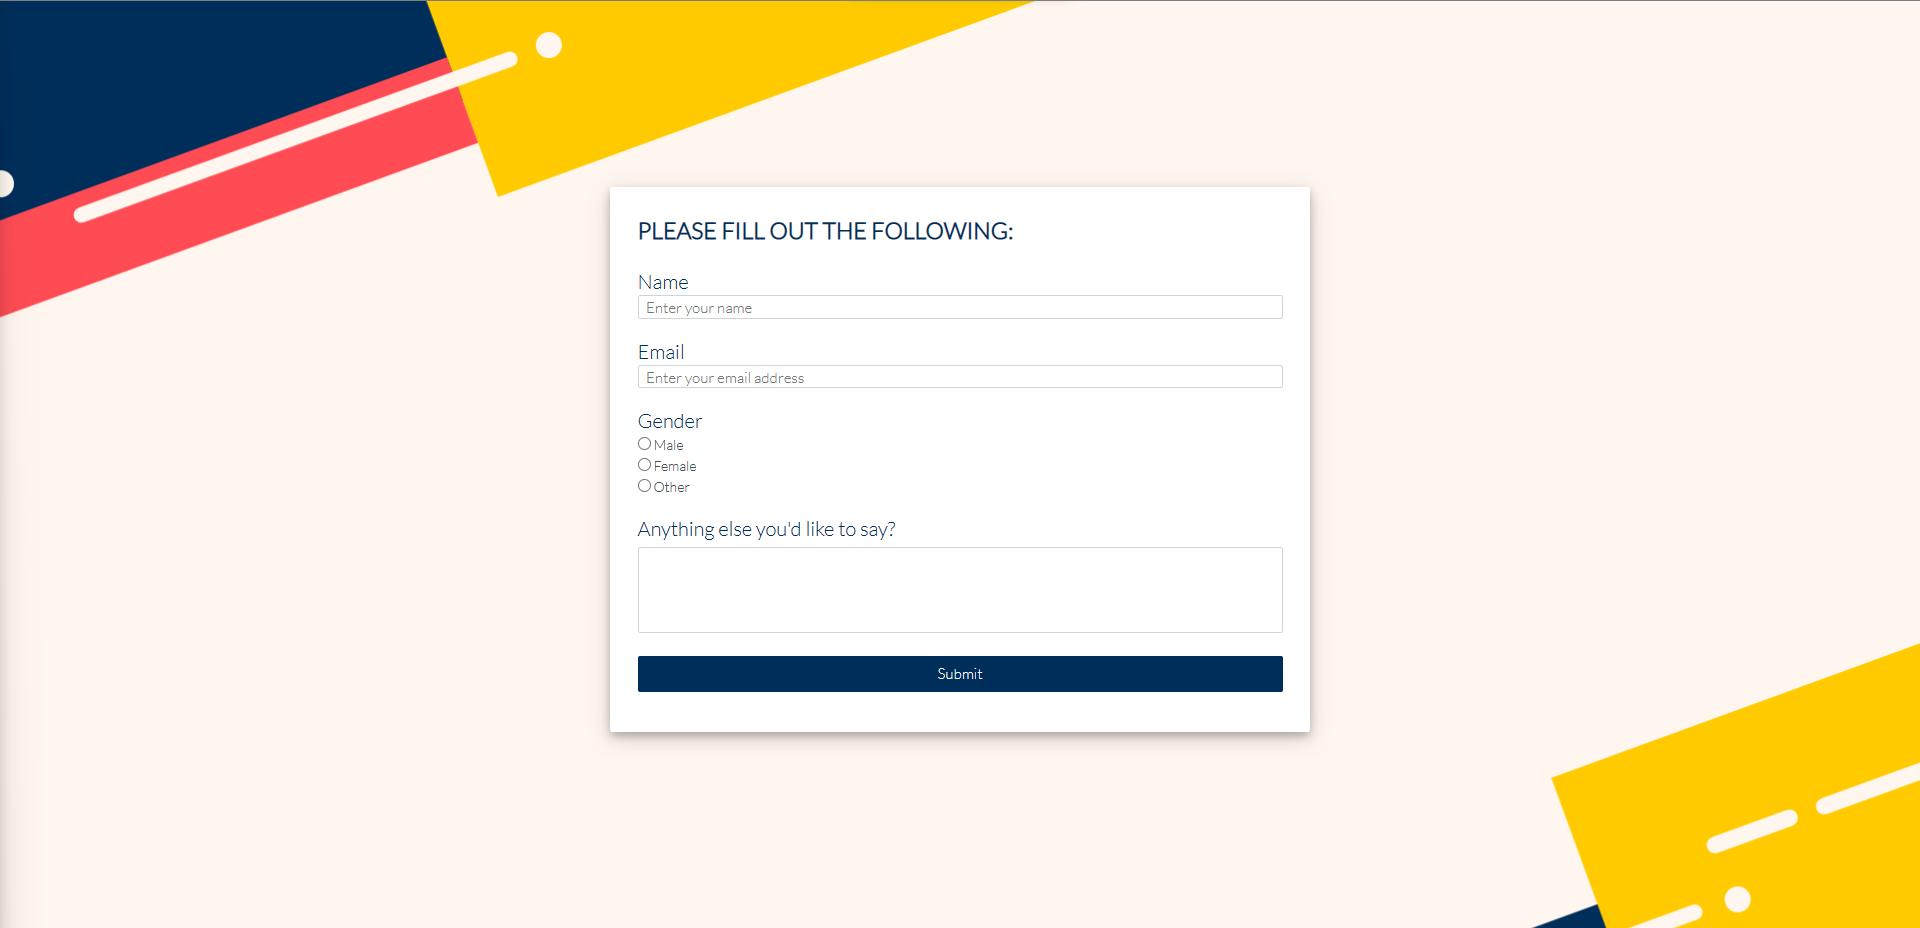 PLEASE FILL OUT THE FOLLOWING:
Name
Enter your name
Email
Enter your email address
Gender
Male
Female
Other
Anything else you'd like to say?
Submit